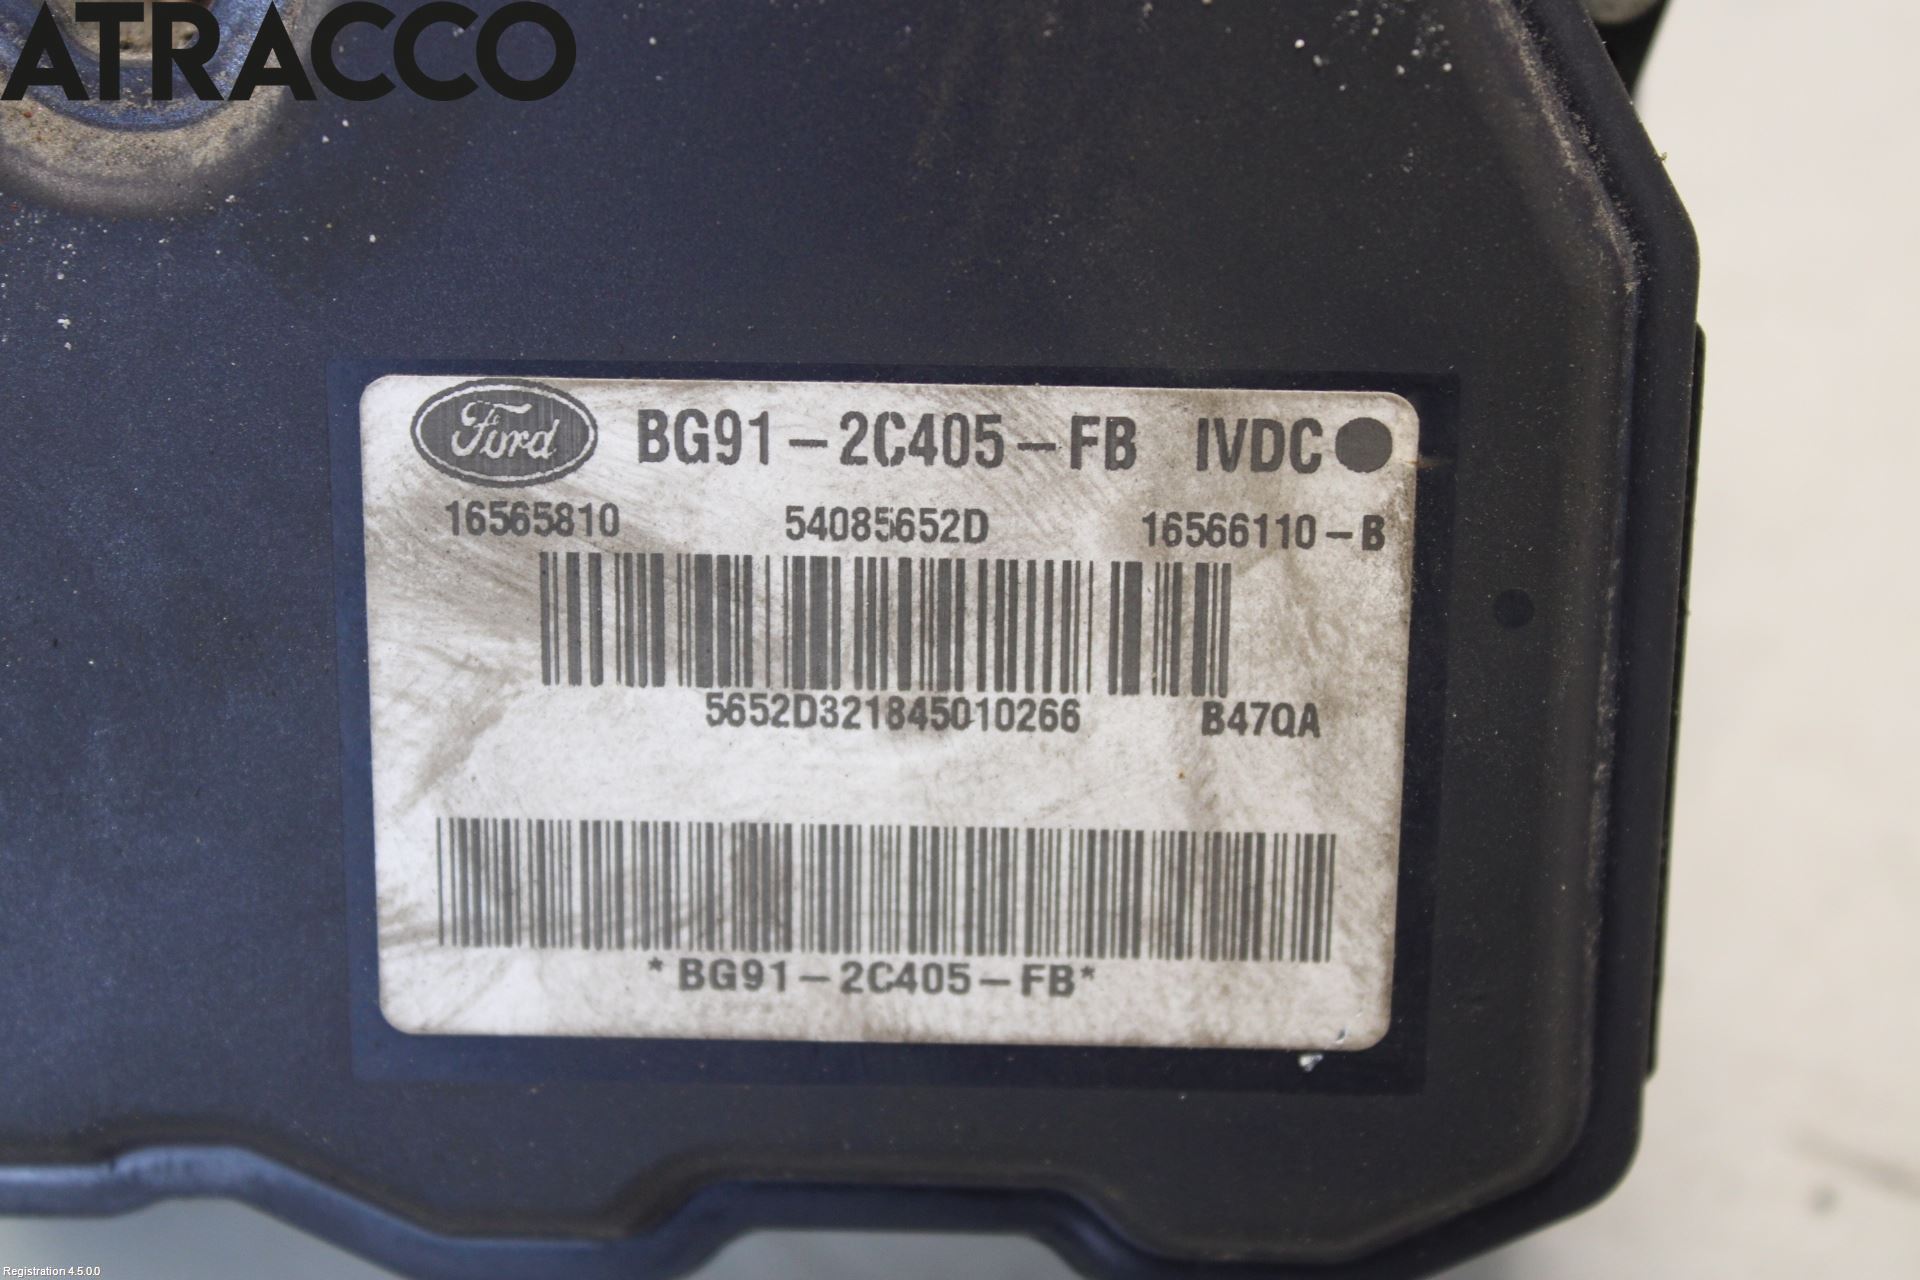 ATRACCO
Ford BG91-2C405-FB IVDC
16565810 54085652D 16566110-B
5652D321845010266 B47QA
*BG91-2C405-FB*
Registration 4.5.0.0